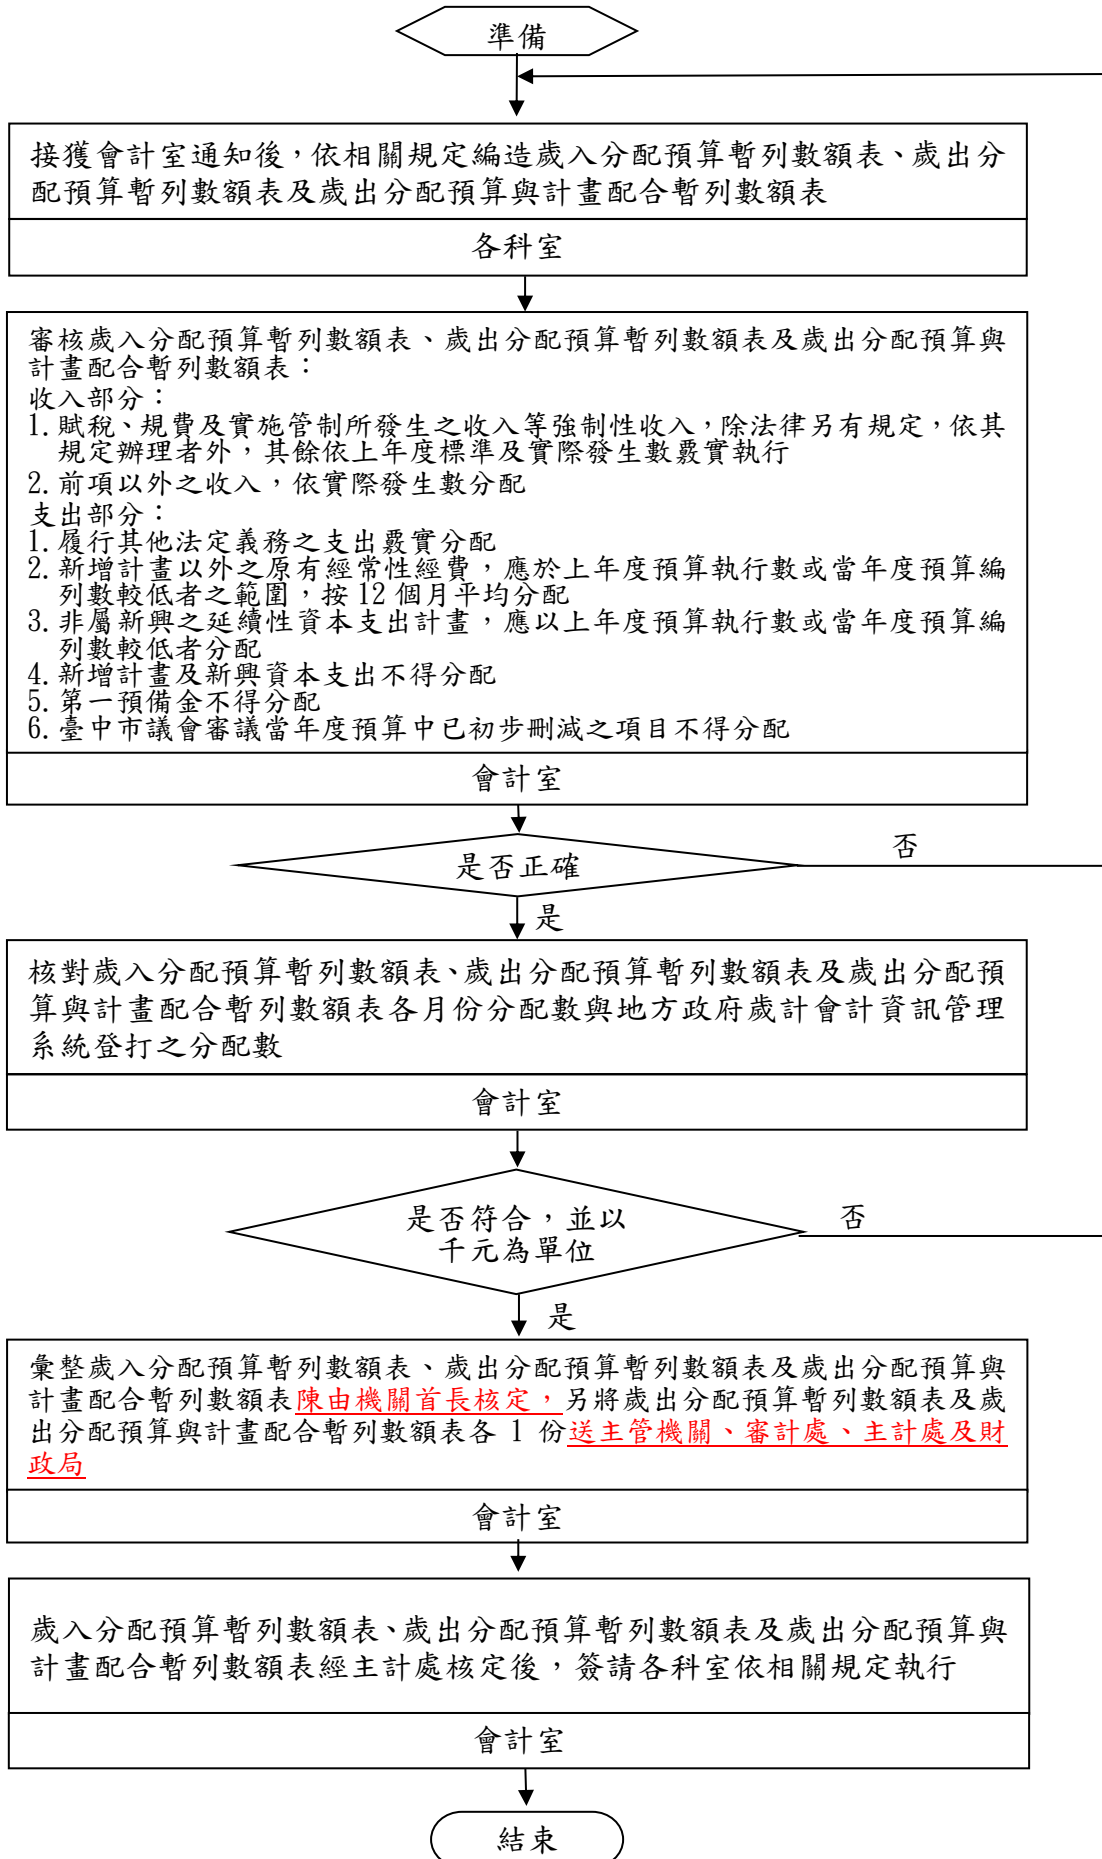 準備
接獲會計室通知後，依相關規定編造歲入分配預算暫列數額表、歲出分
配預算暫列數額表及歲出分配預算與計畫配合暫列數額表
各科室
審核歲入分配預算暫列數額表、歲出分配預算暫列數額表及歲出分配預算與
計畫配合暫列數額表：
收入部分：
1.賦稅、規費及實施管制所發生之收入等強制性收入，除法律另有規定，依其
規定辦理者外，其餘依上年度標準及實際發生數覈實執行
2.前項以外之收入，依實際發生數分配
支出部分：
1.履行其他法定義務之支出覈實分配
2.新增計畫以外之原有經常性經費，應於上年度預算執行數或當年度預算編
列數較低者之範圍，按12個月平均分配
3.非屬新興之延續性資本支出計畫，應以上年度預算執行數或當年度預算編
列數較低者分配
4.新增計畫及新興資本支出不得分配
5.第一預備金不得分配
6.臺中市議會審議當年度預算中已初步刪減之項目不得分配
會計室
是否正確
否
是
核對歲入分配預算暫列數額表、歲出分配預算暫列數額表及歲出分配預
算與計畫配合暫列數額表各月份分配數與地方政府歲計會計資訊管理
系統登打之分配數
會計室
是否符合，並以
千元為單位
否
是
彙整歲入分配預算暫列數額表、歲出分配預算暫列數額表及歲出分配預算與
計畫配合暫列數額表陳由機關首長核定，另將歲出分配預算暫列數額表及歲
出分配預算與計畫配合暫列數額表各 1 份送主管機關、審計處、主計處及財
政局
會計室
歲入分配預算暫列數額表、歲出分配預算暫列數額表及歲出分配預算與
計畫配合暫列數額表經主計處核定後，簽請各科室依相關規定執行
會計室
結束